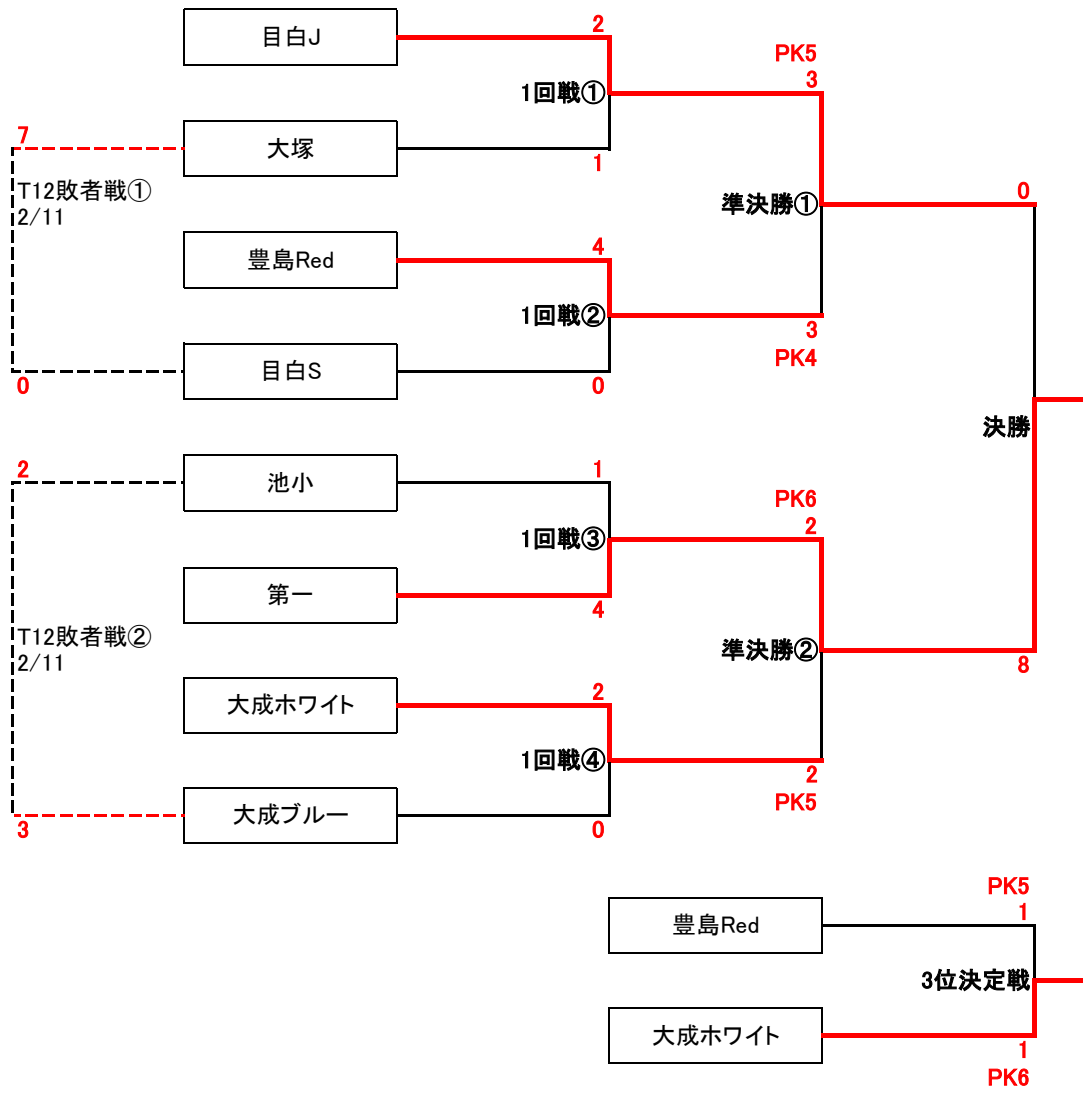 目白J
2
PK5
3
1回戦①
7
大塚
1
T12敗者戦①
2/11
準決勝①
0
豊島Red
4
1回戦②
3
PK4
0
目白S
0
決勝
2
池小
1
PK6
2
1回戦③
第一
4
T12敗者戦②
2/11
準決勝②
8
大成ホワイト
2
1回戦④
2
PK5
3
大成ブルー
0
PK5
1
豊島Red
3位決定戦
大成ホワイト
1
PK6